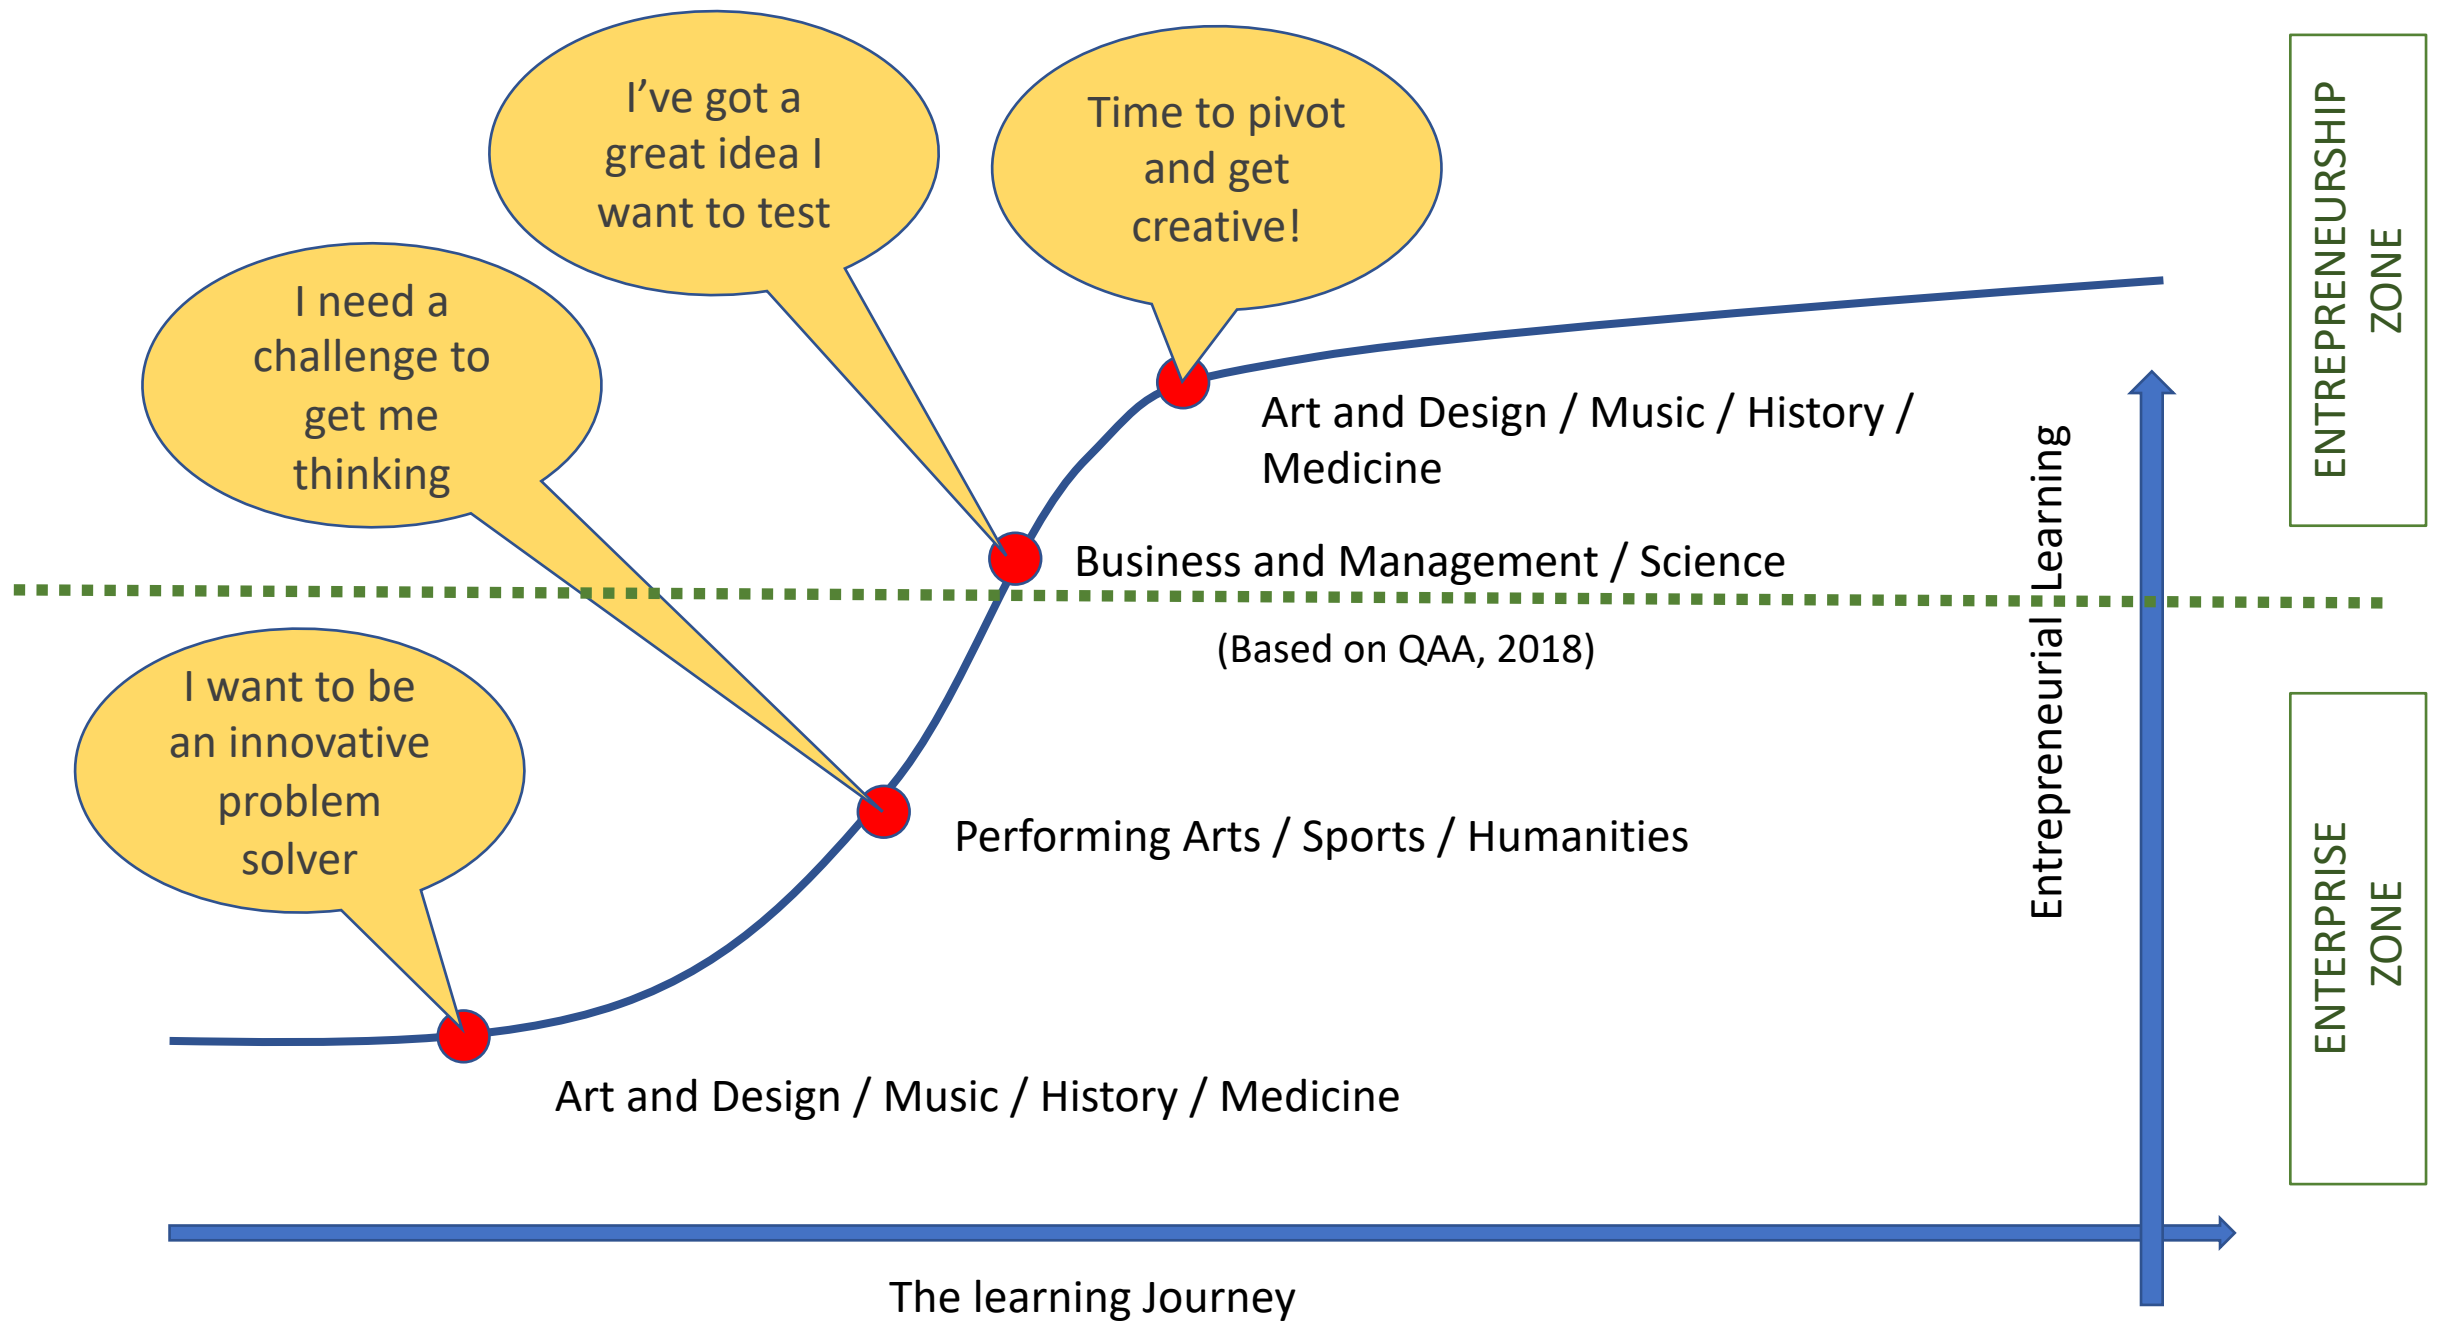 I’ve got a
great idea I
want to test
Time to pivot
and get
creative!
I need a
challenge to
get me
thinking
I want to be
an innovative
problem
solver
Art and Design / Music / History /
Medicine
Business and Management / Science
(Based on QAA, 2018)
Performing Arts / Sports / Humanities
Art and Design / Music / History / Medicine
The learning Journey
Entrepreneurial Learning
ENTREPRENEURSHIP
ZONE
ENTERPRISE
ZONE